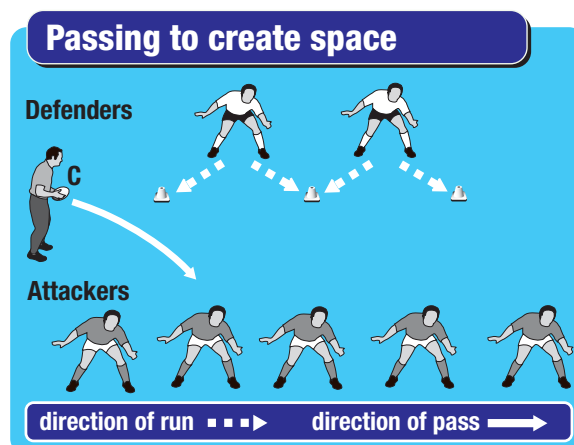 Passing to create space
Defenders
C
Attackers
direction of run direction of pass